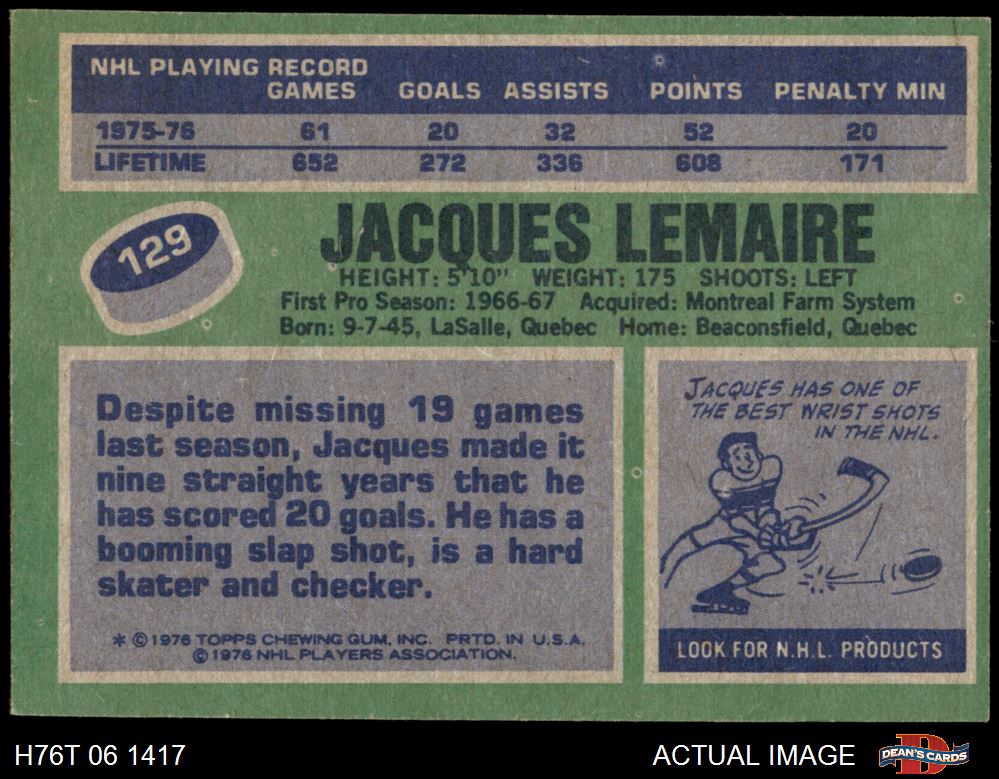 NHL PLAYING RECORD
GAMES GOALS ASSISTS POINTS PENALTY MIN
1975-76 61 20 32 52 20
LIFETIME 652 272 336 608 171
129
JACQUES LEMAIRE
HEIGHT: 5'10" WEIGHT: 175 SHOOTS: LEFT
First Pro Season: 1966-67 Acquired: Montreal Farm System
Born: 9-7-45, LaSalle, Quebec Home: Beaconsfield, Quebec
Despite missing 19 games
last season, Jacques made it
nine straight years that he
has scored 20 goals. He has a
booming slap shot, is a hard
skater and checker.
* © 1976 TOPPS CHEWING GUM, INC. PRTD. IN U.S.A.
© 1976 NHL PLAYERS ASSOCIATION.
JACQUES HAS ONE OF
THE BEST WRIST SHOTS
IN THE NHL.
LOOK FOR N.H.L. PRODUCTS
H76T 06 1417
ACTUAL IMAGE
D
DEAN'S CARDS